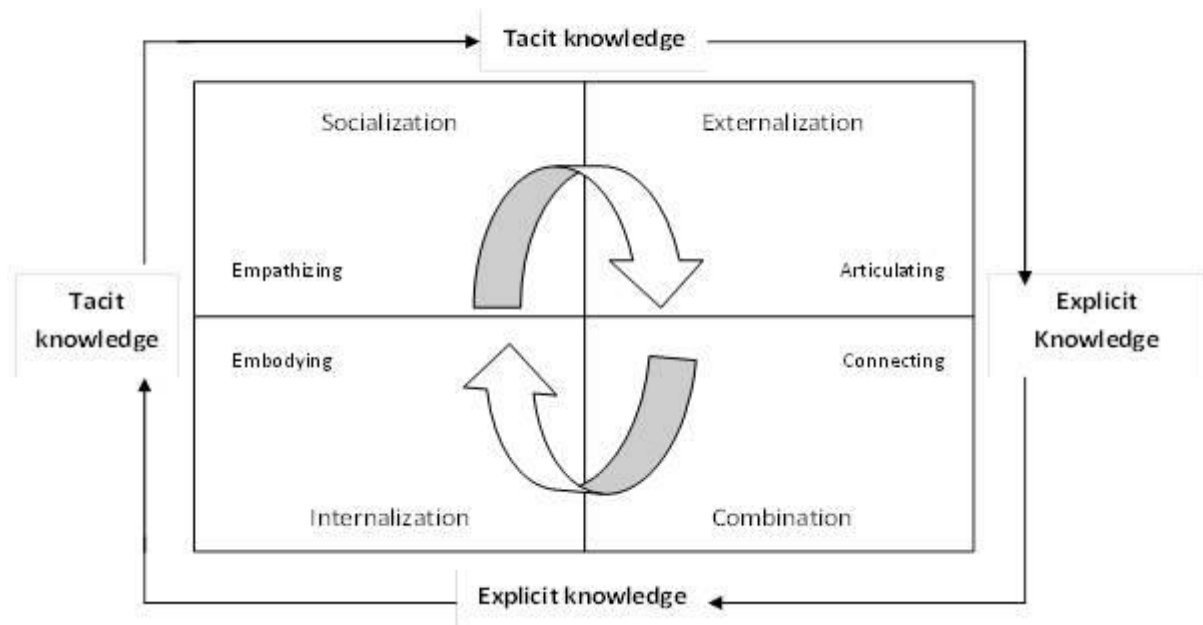 Tacit knowledge
Socialization
Externalization
Empathizing
Articulating
Tacit
knowledge
Explicit
Knowledge
Embodying
Connecting
Internalization
Combination
Explicit knowledge